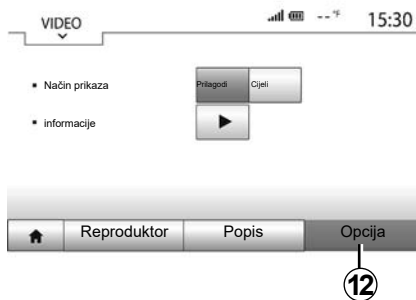 VIDEO
--°F
15:30
▪ Način prikaza
Prilagodi
Cijeli
▪ informacije
Reproduktor
Popis
Opcija
12